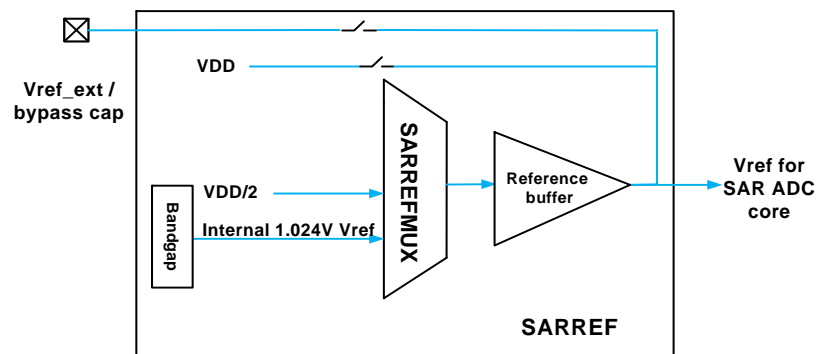 Vref_ext /
bypass cap
VDD
SARREFMUX
VDD/2
Bandgap
Internal 1.024V Vref
Reference
buffer
Vref for
SAR ADC
core
SARREF